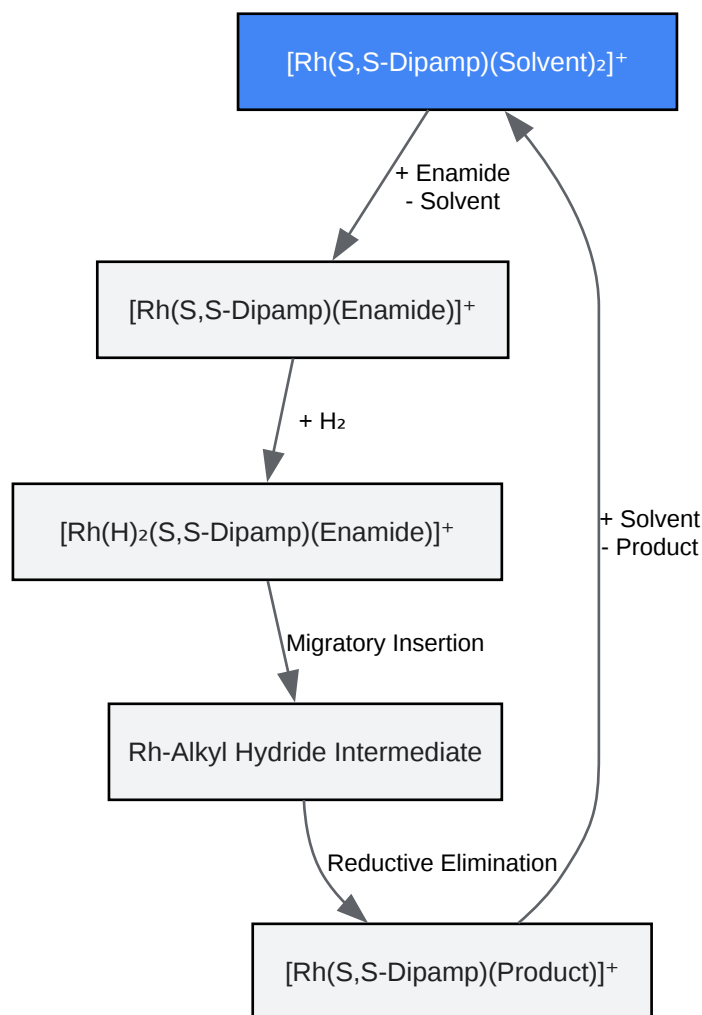 [Rh(S,S-Dipamp)(Solvent)₂]⁺
+ Enamide
- Solvent
[Rh(S,S-Dipamp)(Enamide)]⁺
+ H₂
[Rh(H)₂(S,S-Dipamp)(Enamide)]⁺
+ Solvent
- Product
Migratory Insertion
Rh-Alkyl Hydride Intermediate
Reductive Elimination
[Rh(S,S-Dipamp)(Product)]⁺